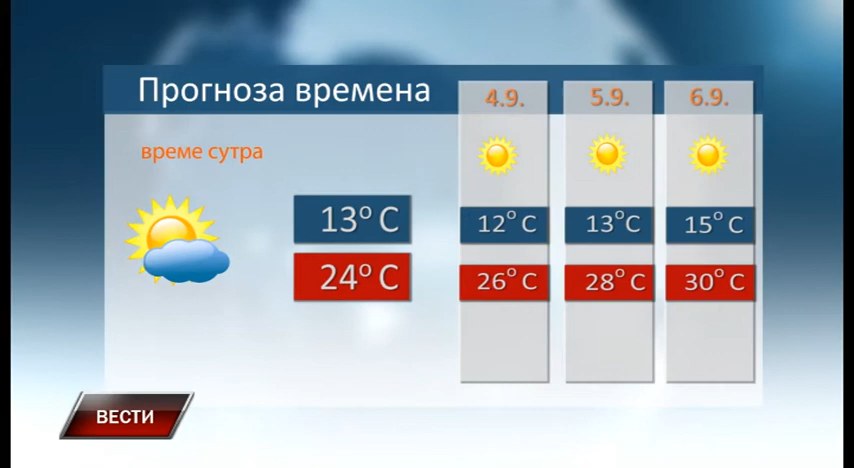 Прогноза времена
време сутра
13° C
24° C
4.9.
12° C
26° C
5.9.
13°C
28° C
6.9.
15° C
30° C
ВЕСТИ